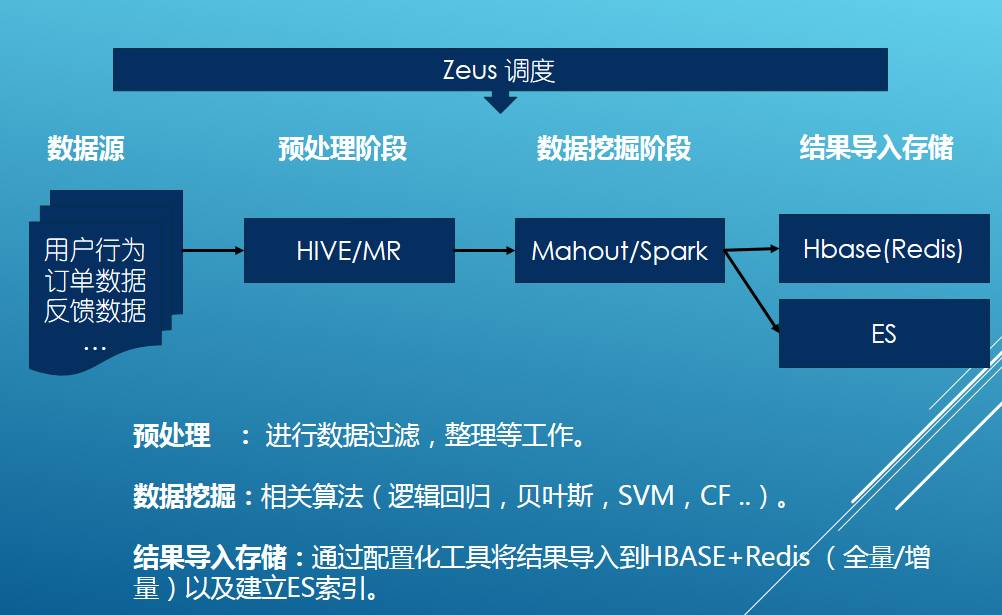 Zeus 调度
数据源
预处理阶段
数据挖掘阶段
结果导入存储
用户行为
订单数据
反馈数据
...
HIVE/MR
Mahout/Spark
Hbase(Redis)
ES
预处理 ： 进行数据过滤，整理等工作。
数据挖掘：相关算法（逻辑回归，贝叶斯，SVM，CF ..）。
结果导入存储：通过配置化工具将结果导入到HBASE+Redis （全量/增
量）以及建立ES索引。